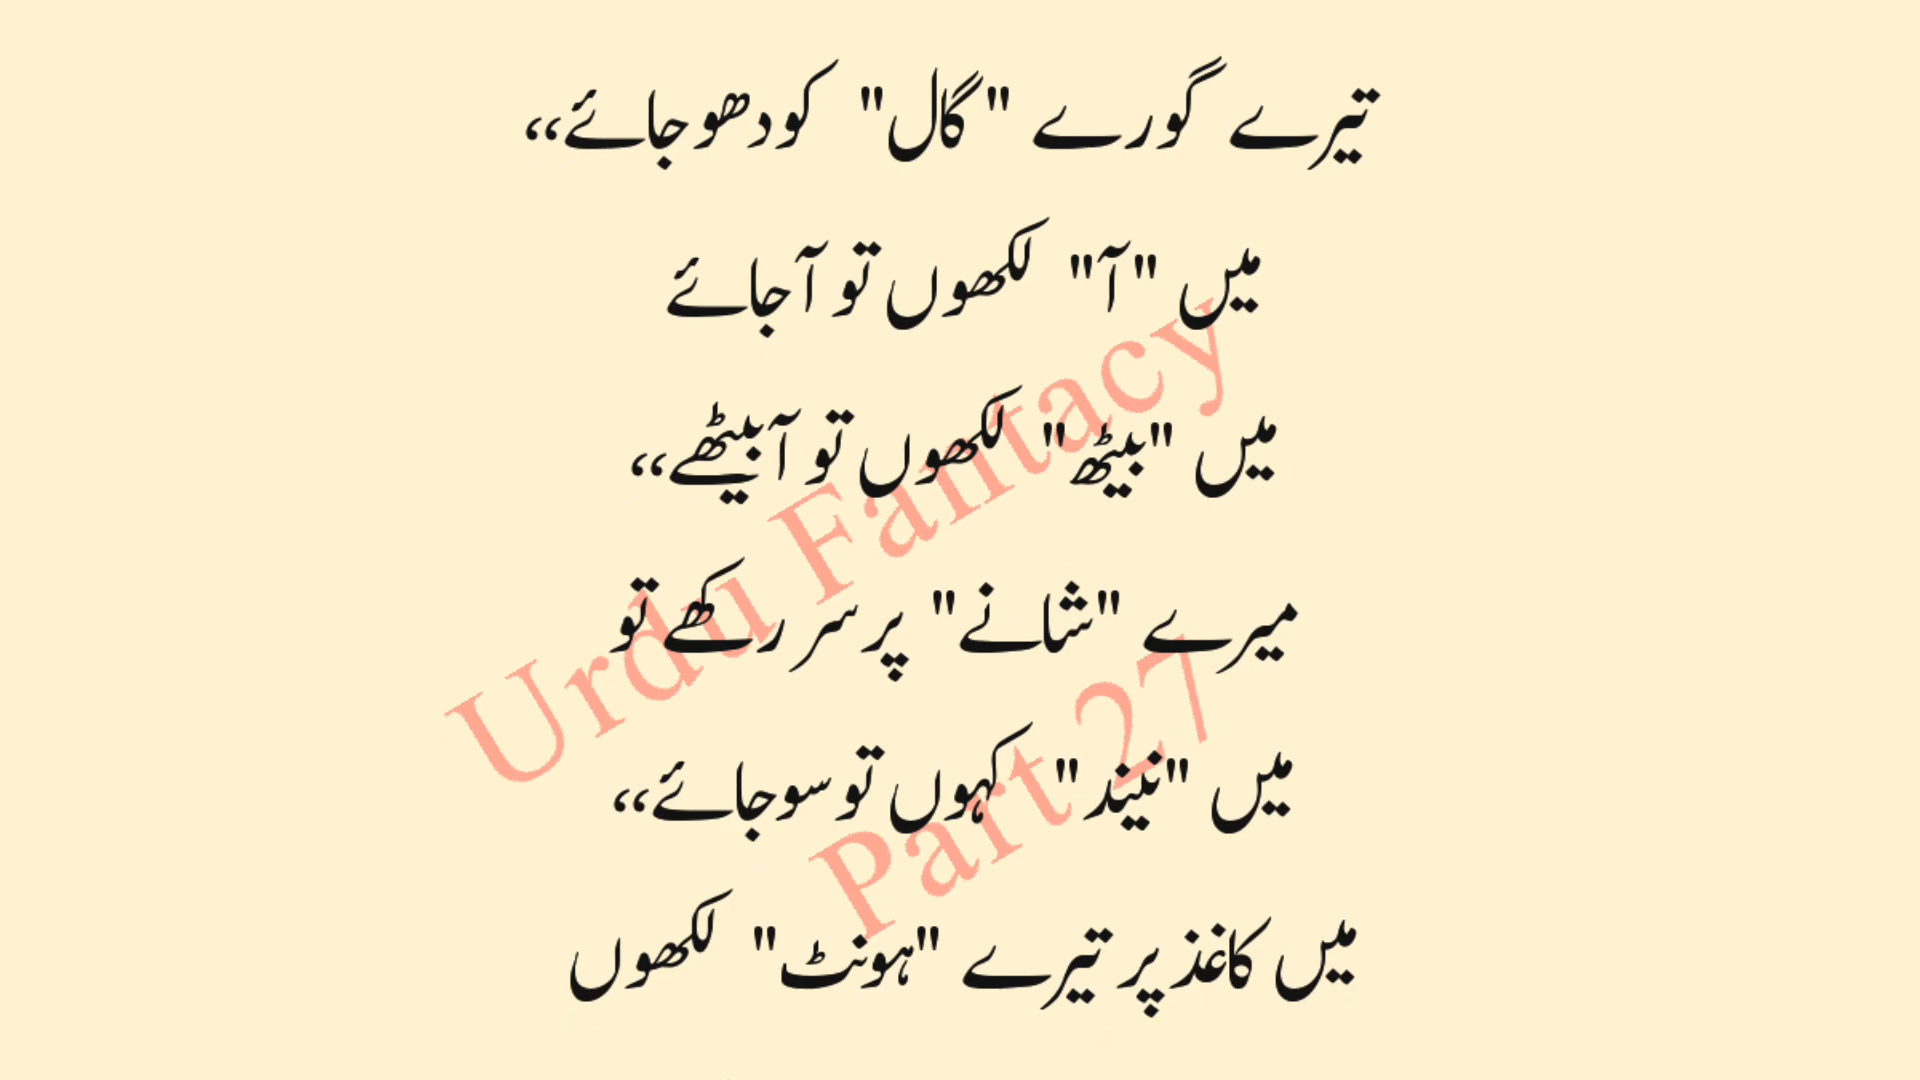 تیرے گورے "گال" کو دھو جائے،،
میں "آ" لکھوں تو آ جائے
میں "بیٹھ" لکھوں تو آ بیٹھے،،
میرے "شانے" پر سر رکھے تو
میں "نیند" کہوں تو سو جائے،،
میں کاغذ پر تیرے "ہونٹ" لکھوں
Urdu Fantacy
Part 27